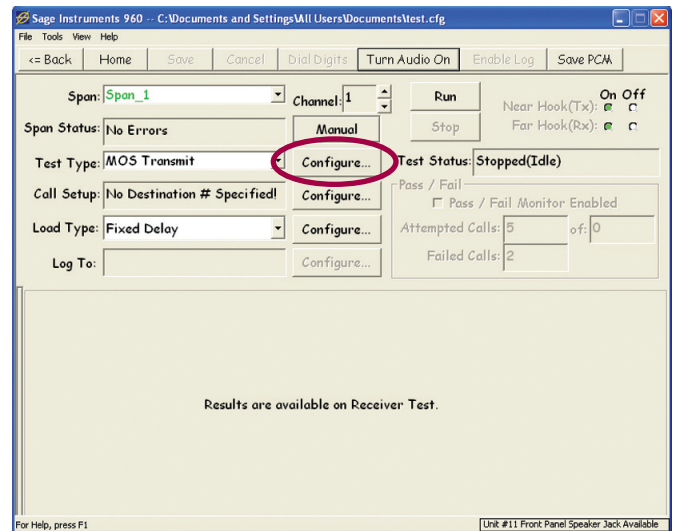 Sage Instruments 960 -- C:\Documents and Settings\All Users\Documents\test.cfg
File Tools View Help
<= Back Home Save Cancel Dial Digits Turn Audio On Enable Log Save PCM
Span: Span_1 Channel: 1 Run On Off
Near Hook(Tx):
Span Status: No Errors Manual Stop Far Hook(Rx):
Test Type: MOS Transmit Configure... Test Status: Stopped(Idle)
Pass / Fail
Call Setup: No Destination # Specified! Configure... Pass / Fail Monitor Enabled
Load Type: Fixed Delay Configure... Attempted Calls: 5 of: 0
Log To: Configure... Failed Calls: 2
Results are available on Receiver Test.
For Help, press F1 Unit #11 Front Panel Speaker Jack Available